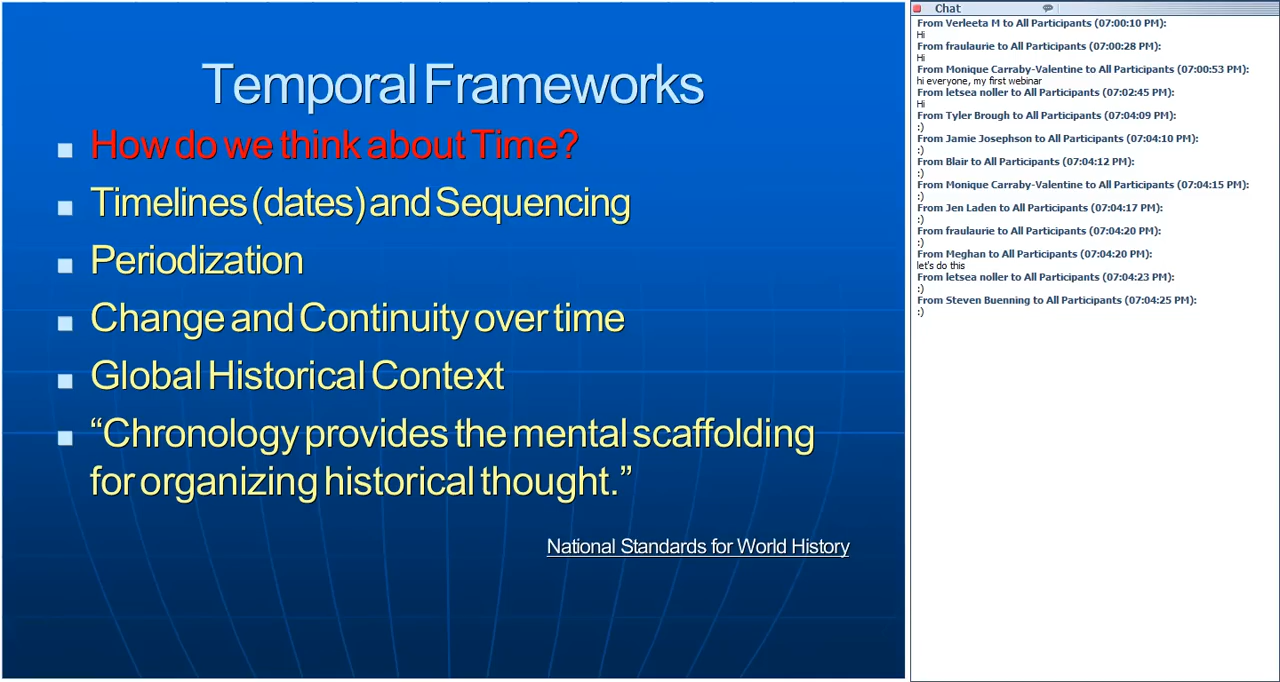 Temporal Frameworks
How do we think about Time?
Timelines (dates) and Sequencing
Periodization
Change and Continuity over time
Global Historical Context
“Chronology provides the mental scaffolding
for organizing historical thought.”
National Standards for World History
Chat
From Verleeta M to All Participants (07:00:10 PM):
Hi
From fraulaurie to All Participants (07:00:28 PM):
Hi
From Monique Carraby-Valentine to All Participants (07:00:53 PM):
hi everyone, my first webinar
From letsea noller to All Participants (07:02:45 PM):
Hi
From Tyler Brough to All Participants (07:04:09 PM):
:)
From Jamie Josephson to All Participants (07:04:10 PM):
:)
From Blair to All Participants (07:04:12 PM):
:)
From Monique Carraby-Valentine to All Participants (07:04:15 PM):
:)
From Jen Laden to All Participants (07:04:17 PM):
:)
From fraulaurie to All Participants (07:04:20 PM):
:)
From Meghan to All Participants (07:04:20 PM):
let's do this
From letsea noller to All Participants (07:04:23 PM):
:)
From Steven Buenning to All Participants (07:04:25 PM):
:)